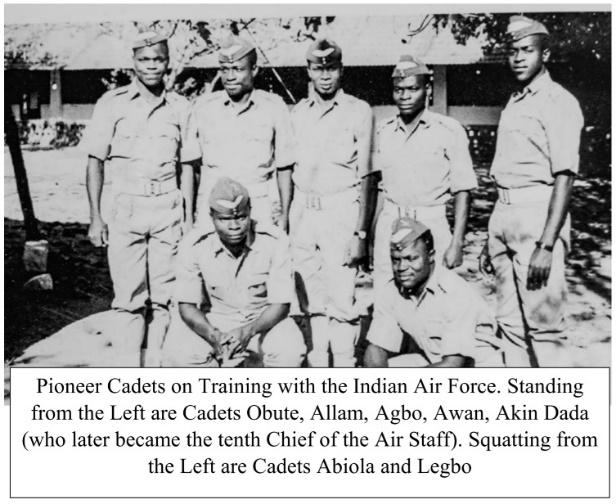 Pioneer Cadets on Training with the Indian Air Force. Standing
from the Left are Cadets Obute, Allam, Agbo, Awan, Akin Dada
(who later became the tenth Chief of the Air Staff). Squatting from
the Left are Cadets Abiola and Legbo